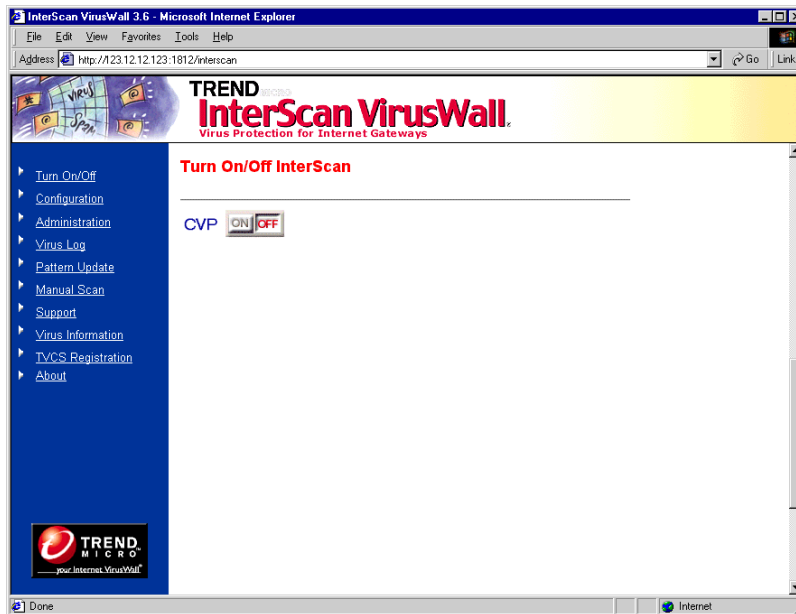 InterScan VirusWall 3.6 - Microsoft Internet Explorer
File Edit View Favorites Tools Help
Address http://123.12.12.123:1812/interscan Go Link
VIRUS
Spam
TREND MICRO
InterScan VirusWall
Virus Protection for Internet Gateways
Turn On/Off
Configuration
Administration
Virus Log
Pattern Update
Manual Scan
Support
Virus Information
TVCS Registration
About
Turn On/Off InterScan
CVP ON OFF
TREND
MICRO
your Internet VirusWall
Done Internet